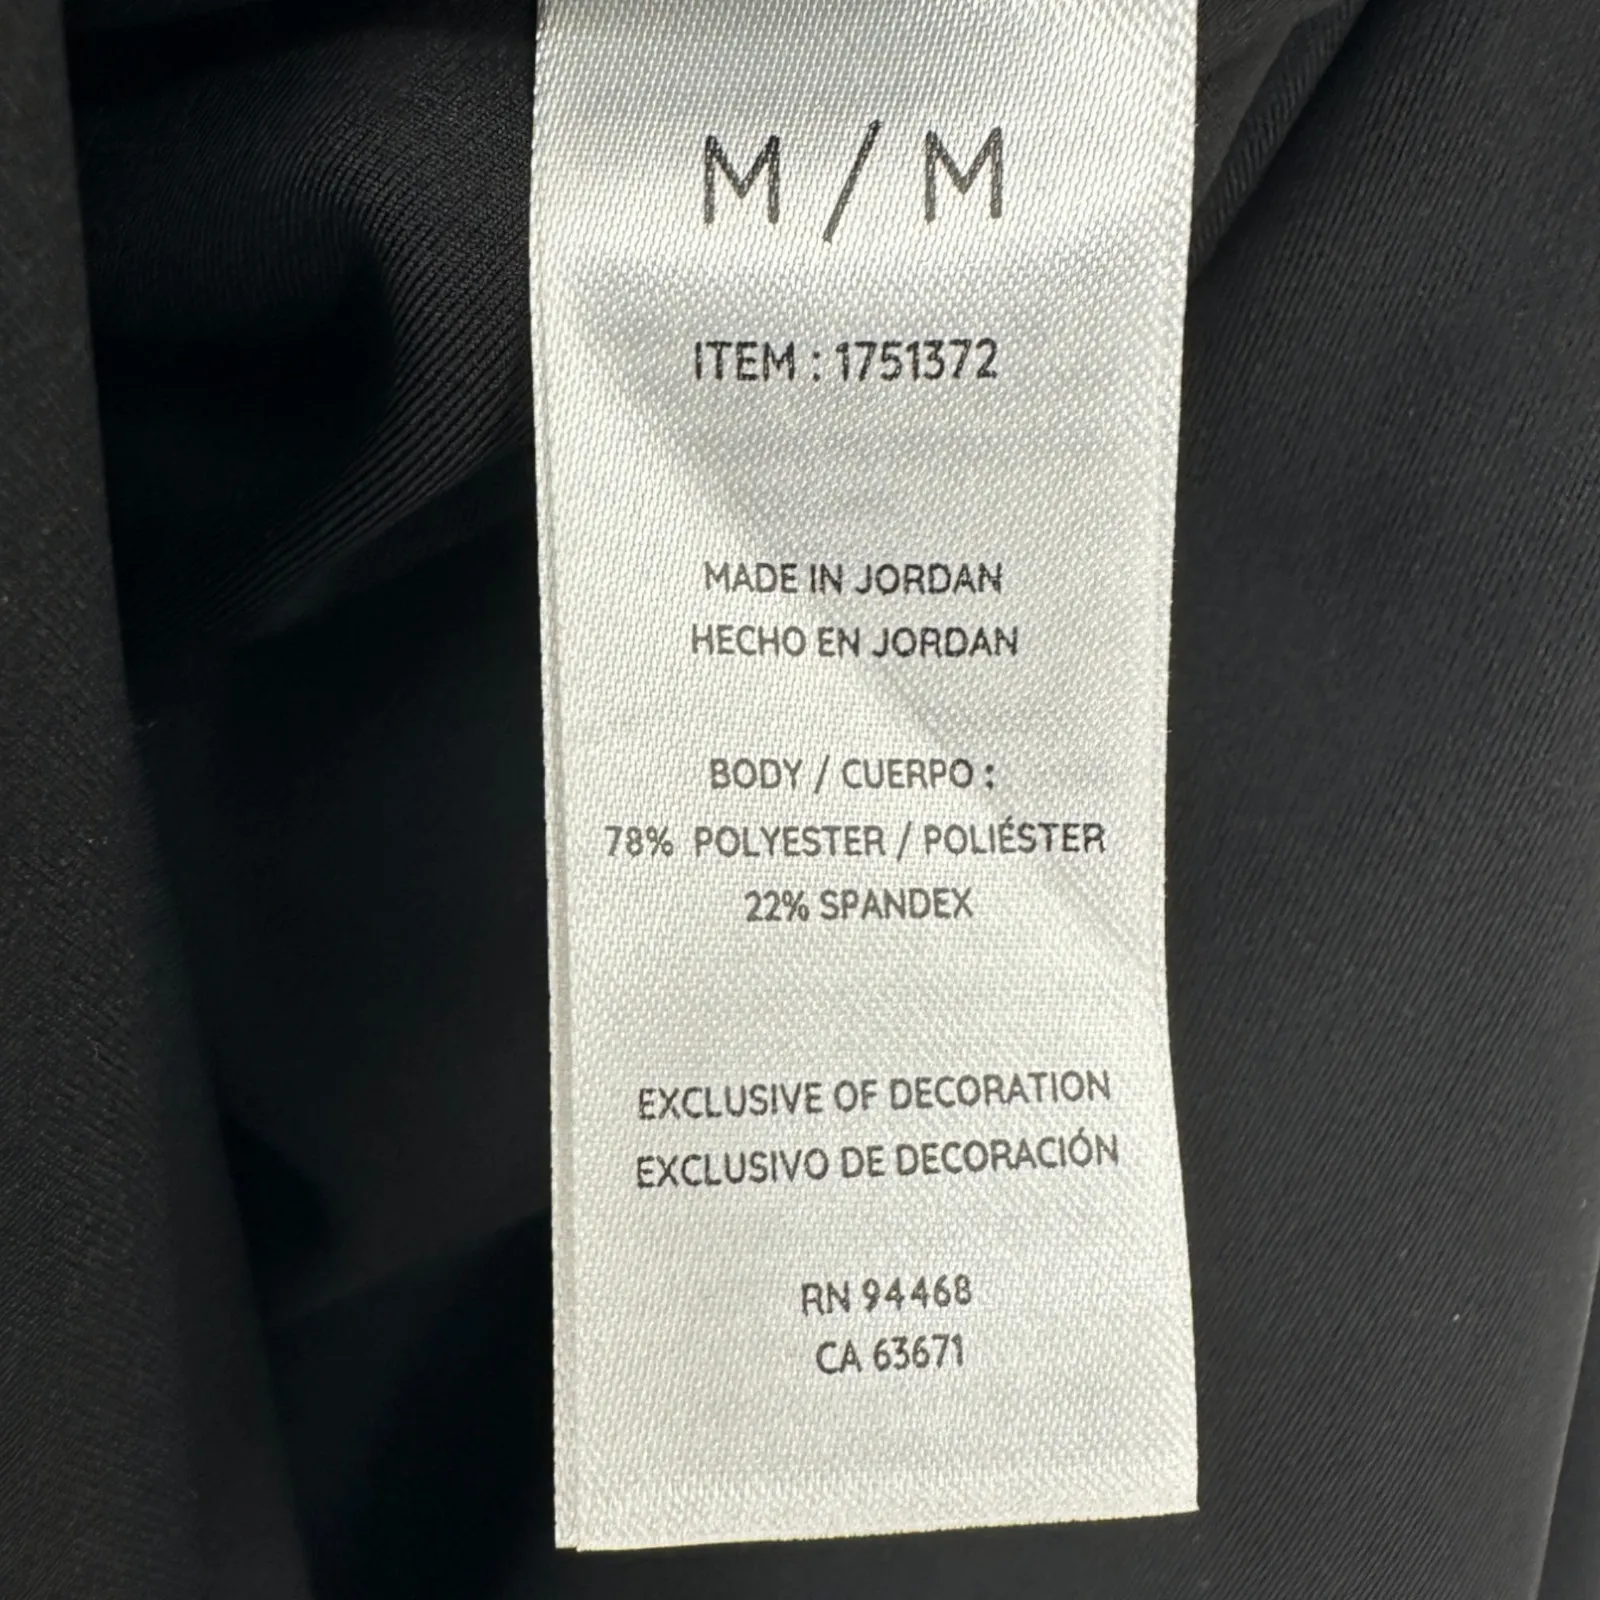 M / M
ITEM : 1751372
MADE IN JORDAN
HECHO EN JORDAN
BODY / CUERPO :
78% POLYESTER / POLIÉSTER
22% SPANDEX
EXCLUSIVE OF DECORATION
EXCLUSIVO DE DECORACIÓN
RN 94468
CA 63671